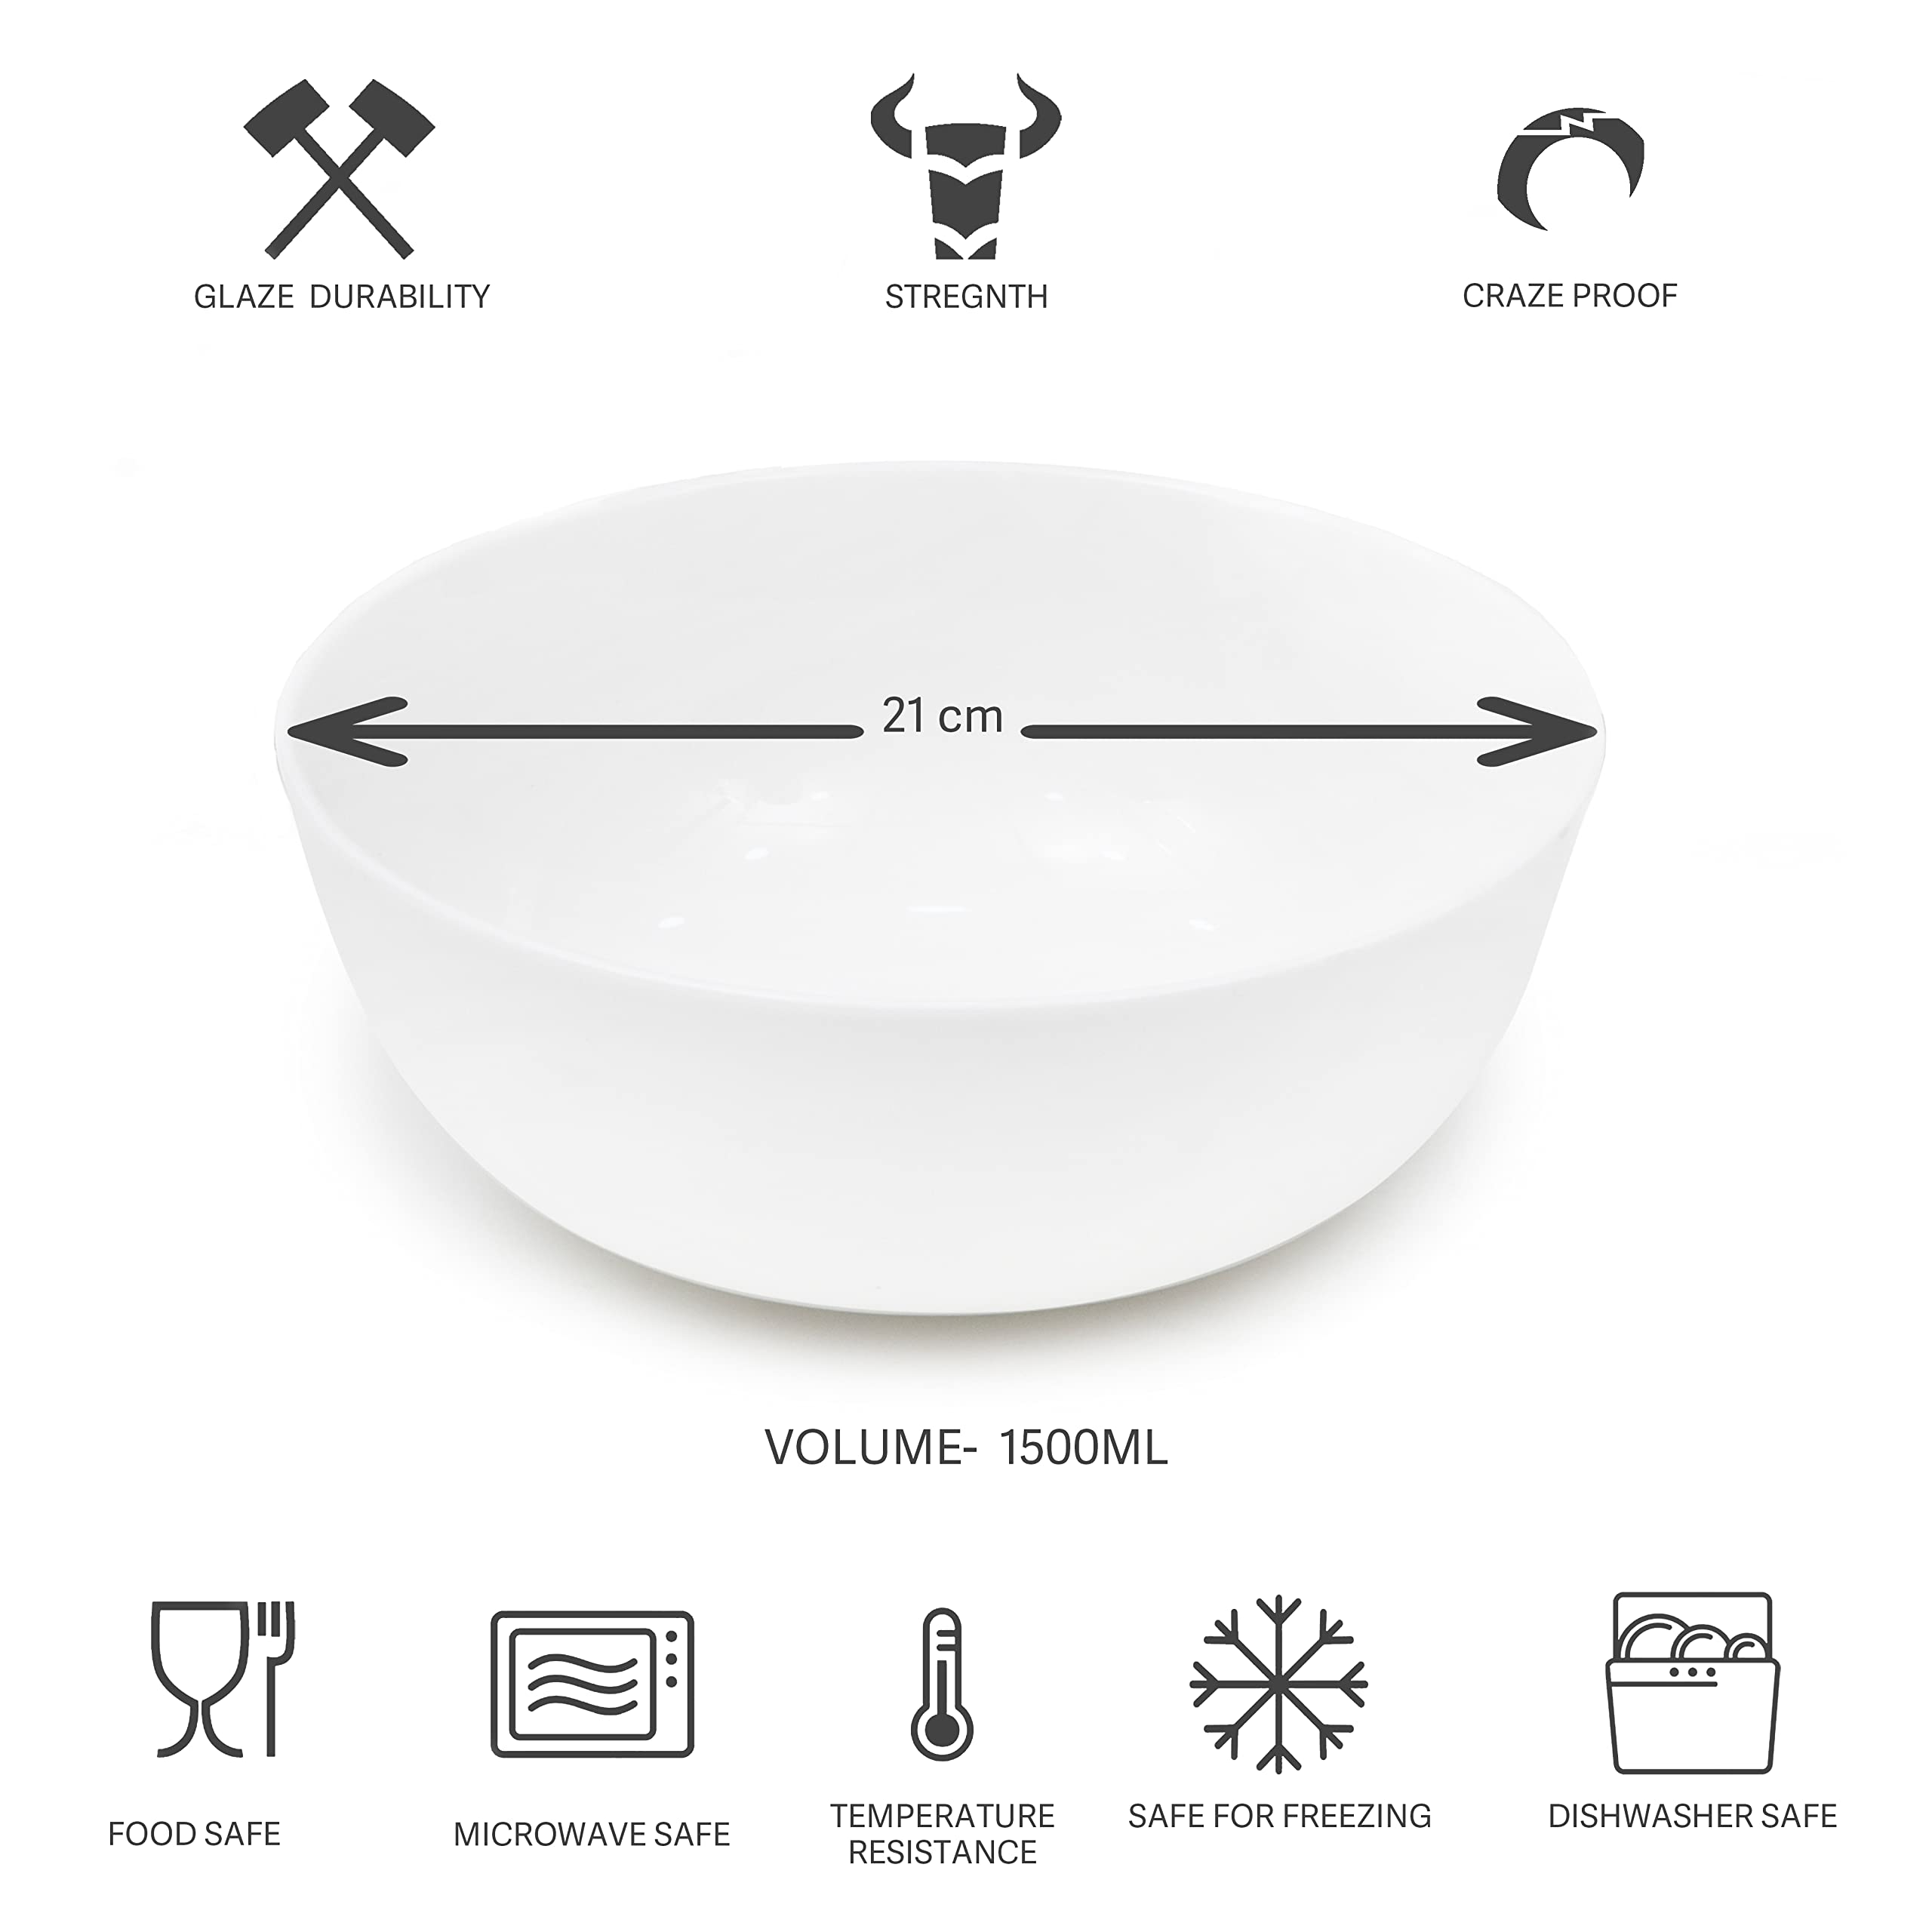 GLAZE DURABILITY
STREGNTH
CRAZE PROOF
21 cm
VOLUME- 1500ML
FOOD SAFE
MICROWAVE SAFE
TEMPERATURE
RESISTANCE
SAFE FOR FREEZING
DISHWASHER SAFE